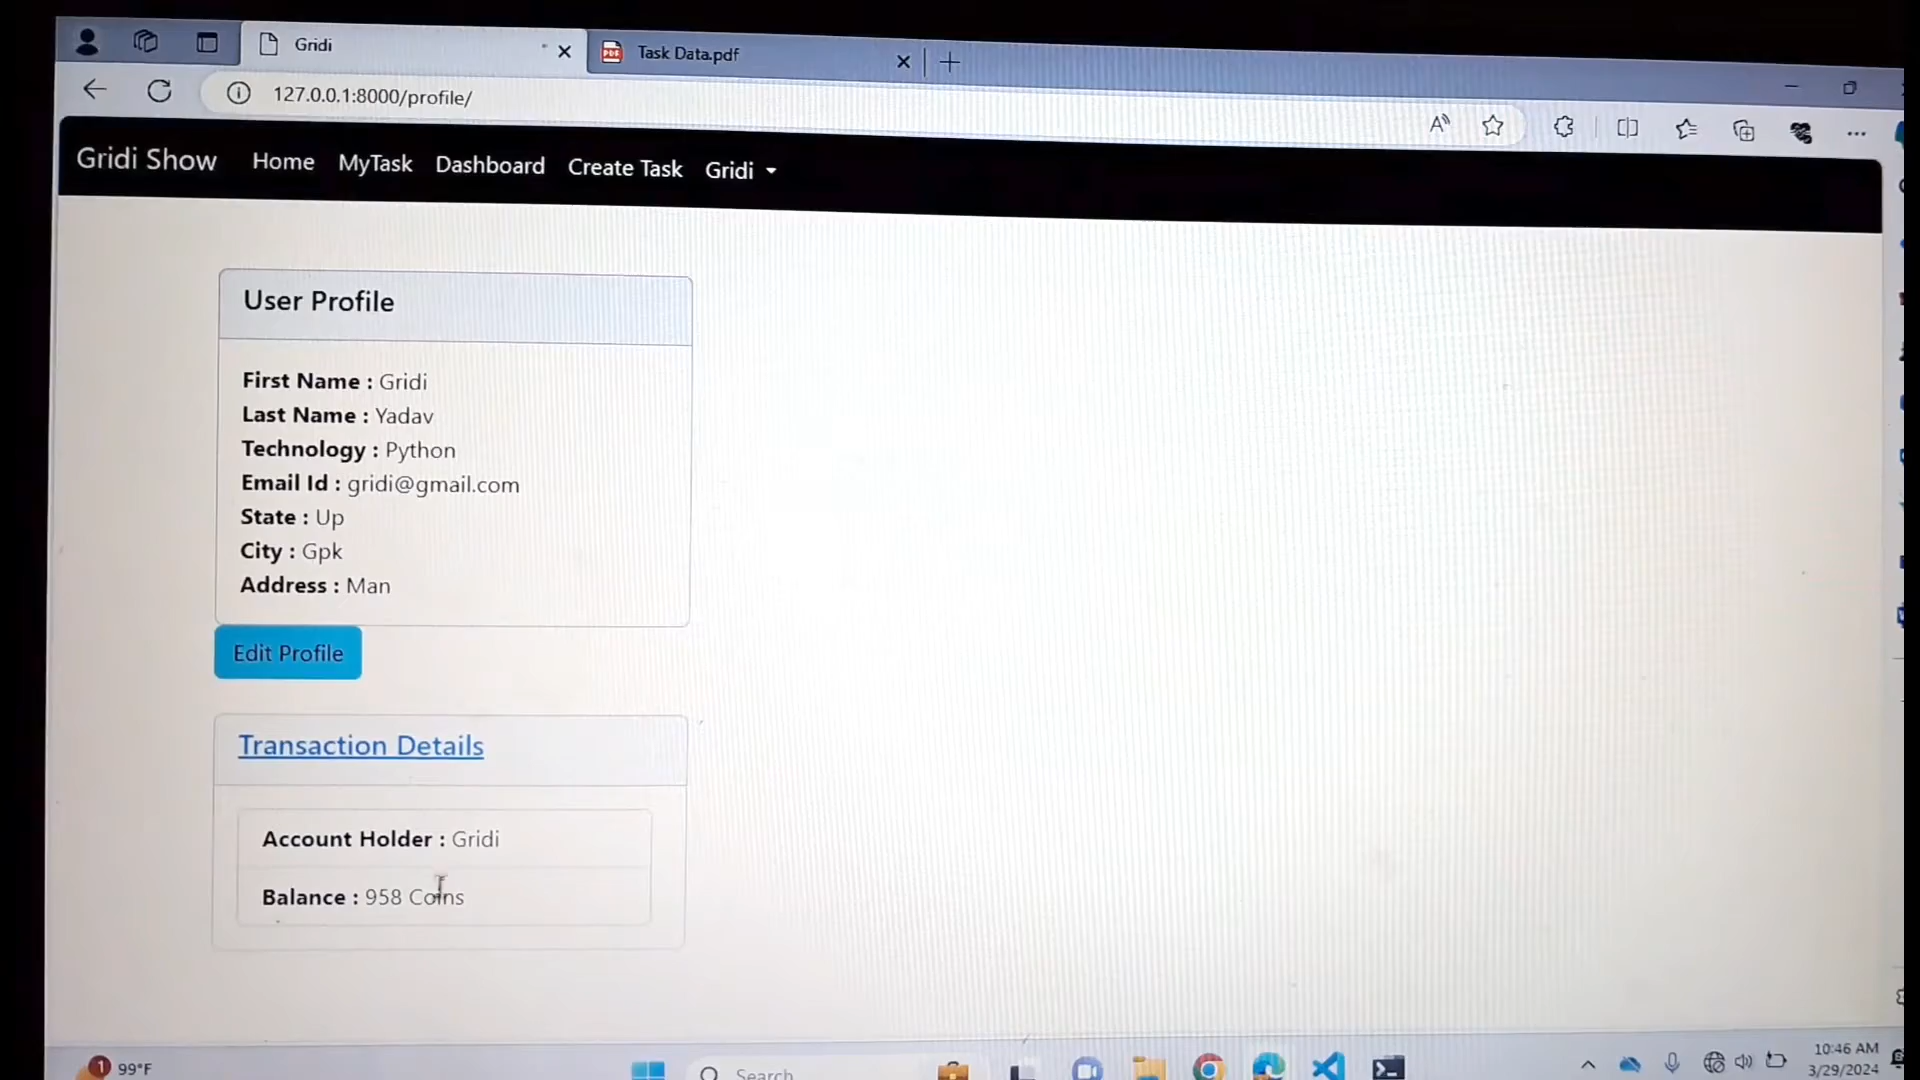 Gridi
Task Data.pdf
127.0.0.1:8000/profile/
Gridi Show Home MyTask Dashboard Create Task Gridi
User Profile
First Name : Gridi
Last Name : Yadav
Technology : Python
Email Id : gridi@gmail.com
State : Up
City : Gpk
Address : Man
Edit Profile
Transaction Details
Account Holder : Gridi
Balance : 958 Coins
1
99°F
Search
10:46 AM
3/29/2024